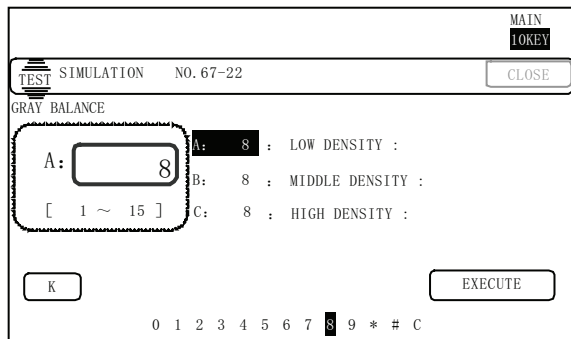 MAIN
10KEY
TEST SIMULATION NO.67-22 CLOSE
GRAY BALANCE
A: 8
[ 1 ～ 15 ]
A: 8 : LOW DENSITY :
B: 8 : MIDDLE DENSITY :
C: 8 : HIGH DENSITY :
K EXECUTE
0 1 2 3 4 5 6 7 8 9 * # C